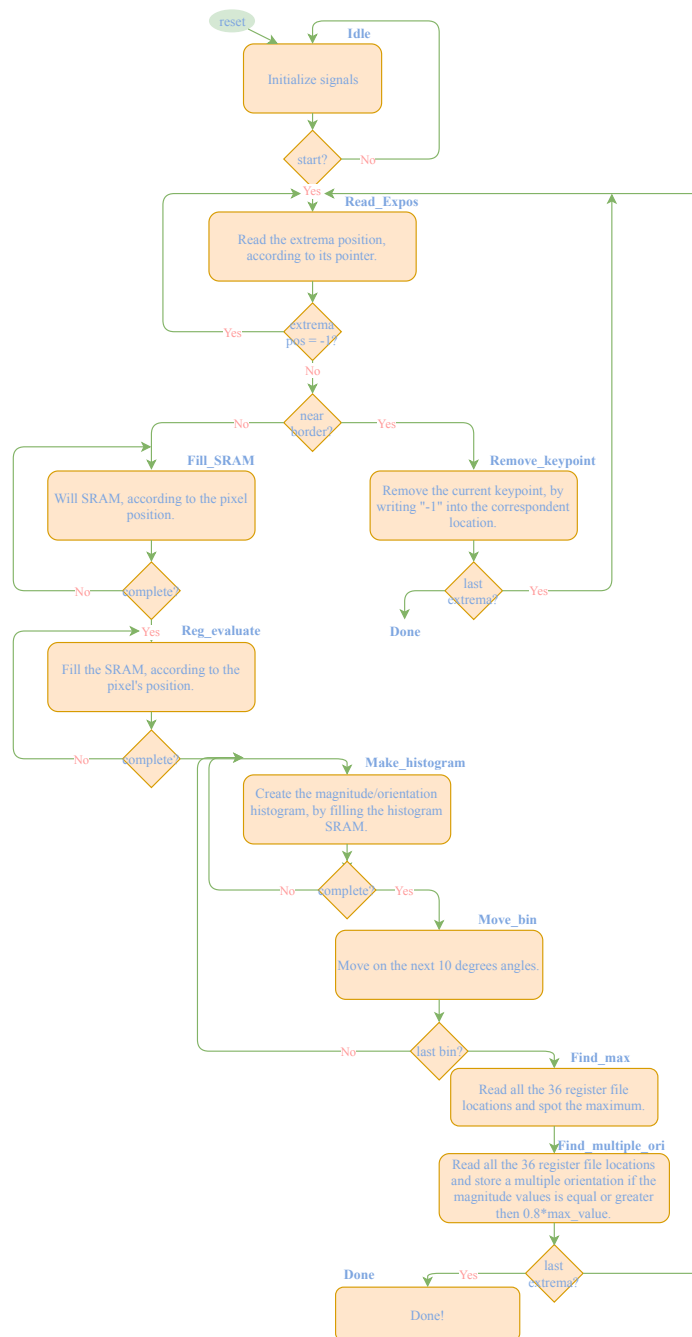 reset
Idle
Initialize signals
start?
No
Yes
Read_Expos
Read the extrema position,
according to its pointer.
extrema
pos = -1?
Yes
No
near
border?
No
Yes
Fill_SRAM
Will SRAM, according to the pixel
position.
complete?
No
Yes
Remove_keypoint
Remove the current keypoint, by
writing "-1" into the correspondent
location.
last
extrema?
Yes
Done
Reg_evaluate
Fill the SRAM, according to the
pixel's position.
complete?
No
Make_histogram
Create the magnitude/orientation
histogram, by filling the histogram
SRAM.
complete?
No
Yes
Move_bin
Move on the next 10 degrees angles.
last bin?
No
Find_max
Read all the 36 register file
locations and spot the maximum.
Find_multiple_ori
Read all the 36 register file locations
and store a multiple orientation if the
magnitude values is equal or greater
then 0.8*max_value.
last
extrema?
Yes
Done
Done!